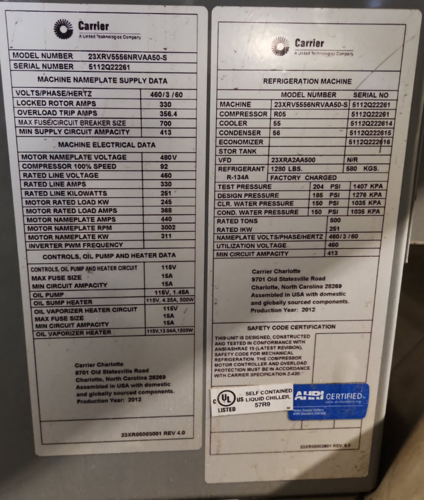 Carrier
A United Technologies Company
MODEL NUMBER 23XRV5556NRVAA50-S
SERIAL NUMBER 5112Q22261
MACHINE NAMEPLATE SUPPLY DATA
VOLTS/PHASE/HERTZ 460/3/60
LOCKED ROTOR AMPS 330
OVERLOAD TRIP AMPS 356.4
MAX FUSE/CIRCUIT BREAKER SIZE 700
MIN SUPPLY CIRCUIT AMPACITY 413
MACHINE ELECTRICAL DATA
MOTOR NAMEPLATE VOLTAGE 460V
COMPRESSOR 100% SPEED 92
RATED LINE VOLTAGE 460
RATED LINE AMPS 330
RATED LINE KILOWATTS 261
MOTOR RATED LOAD KW 245
MOTOR RATED LOAD AMPS 368
MOTOR NAMEPLATE AMPS 440
MOTOR NAMEPLATE RPM 3002
MOTOR NAMEPLATE KW 311
INVERTER PWM FREQUENCY
CONTROLS, OIL PUMP AND HEATER DATA
CONTROLS, OIL PUMP AND HEATER CIRCUIT 115V
MAX FUSE SIZE 15A
MIN CIRCUIT AMPACITY 15A
OIL PUMP 115V, 1.45A
OIL SUMP HEATER 115V, 4.35A, 500W
OIL VAPORIZER HEATER CIRCUIT 115V
MAX FUSE SIZE 15A
MIN CIRCUIT AMPACITY 15A
OIL VAPORIZER HEATER 115V,13.04A,1500W
Carrier Charlotte
9701 Old Statesville Road
Charlotte, North Carolina 28269
Assembled in USA with domestic
and globally sourced components.
Production Year: 2012
23XR05003001 REV 4.0
Carrier
A United Technologies Company
REFRIGERATION MACHINE
MODEL NUMBER SERIAL NO
MACHINE 23XRV5556NRVAA50-S 5112Q22261
COMPRESSOR R05 5112Q22261
COOLER 55 5112Q222614
CONDENSER 56 5112Q222615
ECONOMIZER 5112Q222616
STOR TANK
VFD 23XRA2AA500 N/R
REFRIGERANT 1280 LBS. 580 KGS.
R-134A FACTORY CHARGED
TEST PRESSURE 204 PSI 1407 KPA
DESIGN PRESSURE 185 PSI 1276 KPA
CLR. WATER PRESSURE 150 PSI 1035 KPA
COND. WATER PRESSURE 150 PSI 1035 KPA
RATED TONS 500
RATED IKW 261
NAMEPLATE VOLTS/PHASE/HERTZ 460/3/60
UTILIZATION VOLTAGE 460
MIN CIRCUIT AMPACITY 413
Carrier Charlotte
9701 Old Statesville Road
Charlotte, North Carolina 28269
Assembled in USA with domestic
and globally sourced components.
Production Year: 2012
SAFETY CODE CERTIFICATION
THIS UNIT IS DESIGNED, CONSTRUCTED
AND TESTED IN CONFORMANCE WITH
ANSI/ASHRAE 15 (LATEST REVISION),
SAFETY CODE FOR MECHANICAL
REFRIGERATION. THE COMPRESSOR
MOTOR CONTROLLER AND OVERLOAD
PROTECTION MUST BE IN ACCORDANCE
WITH CARRIER SPECIFICATION Z-420.
C UL US
LISTED
SELF CONTAINED
LIQUID CHILLER,
57R9
AHRI CERTIFIED